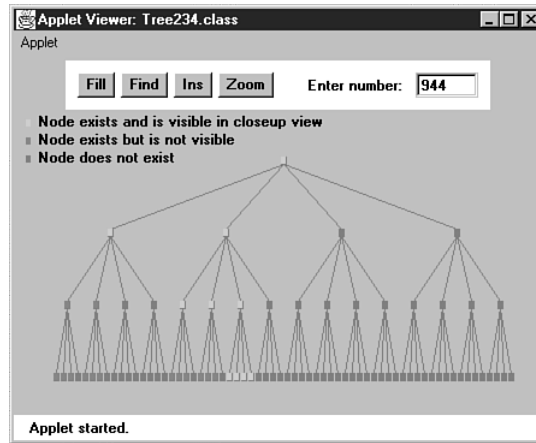 Applet Viewer: Tree234.class
Applet
Fill Find Ins Zoom Enter number: 944
Node exists and is visible in closeup view
Node exists but is not visible
Node does not exist
Applet started.